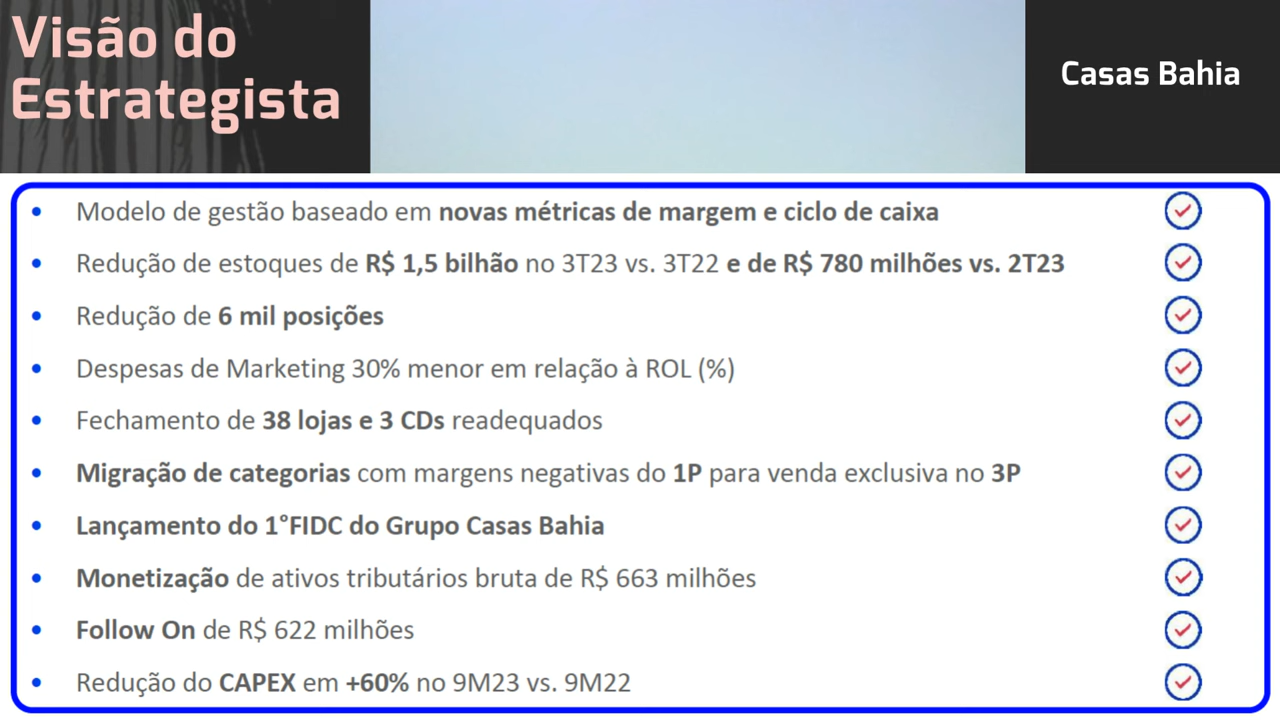 Visão do
Estrategista
Casas Bahia
• Modelo de gestão baseado em novas métricas de margem e ciclo de caixa
• Redução de estoques de R$ 1,5 bilhão no 3T23 vs. 3T22 e de R$ 780 milhões vs. 2T23
• Redução de 6 mil posições
• Despesas de Marketing 30% menor em relação à ROL (%)
• Fechamento de 38 lojas e 3 CDs readequados
• Migração de categorias com margens negativas do 1P para venda exclusiva no 3P
• Lançamento do 1°FIDC do Grupo Casas Bahia
• Monetização de ativos tributários bruta de R$ 663 milhões
• Follow On de R$ 622 milhões
• Redução do CAPEX em +60% no 9M23 vs. 9M22